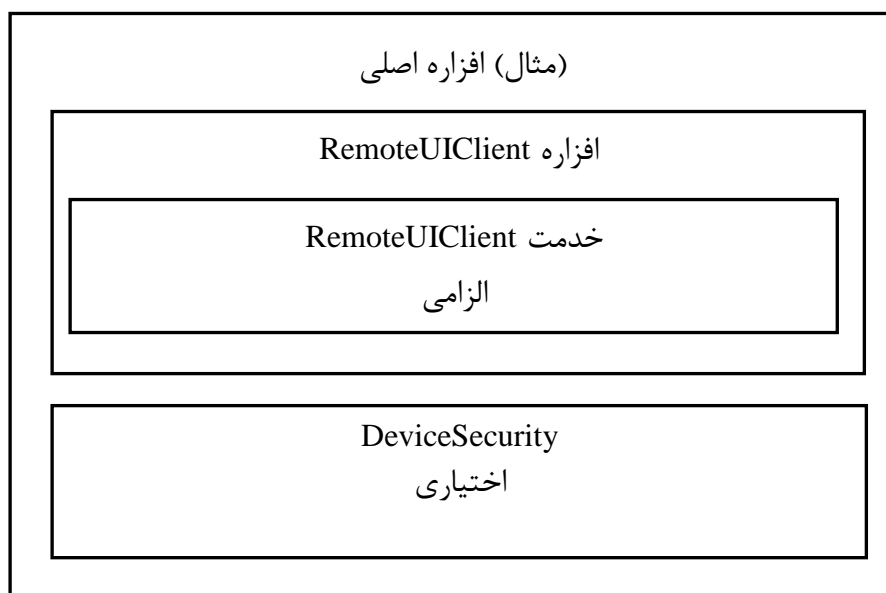 (مثال) افزاره اصلی
افزاره RemoteUIClient
خدمت RemoteUIClient
الزامی
DeviceSecurity
اختیاری